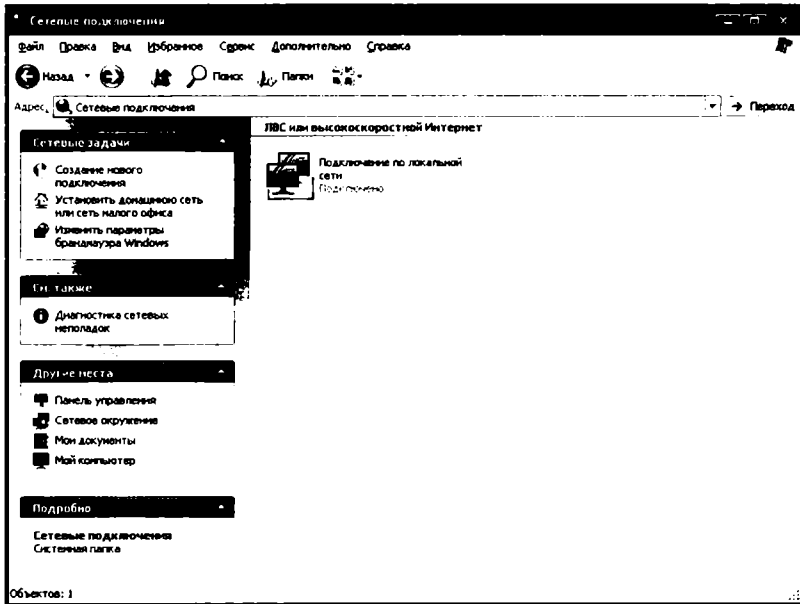 Сетевые подключения
Файл Правка Вид Избранное Сервис Дополнительно Справка
Назад Поиск Папки
Адрес: Сетевые подключения Переход
Сетевые задачи
Создание нового
подключения
Установить домашнюю сеть
или сеть малого офиса
Изменить параметры
брандмауэра Windows
См. также
Диагностика сетевых
неполадок
Другие места
Панель управления
Сетевое окружение
Мои документы
Мой компьютер
Подробно
Сетевые подключения
Системная папка
ЛВС или высокоскоростной Интернет
Подключение по локальной
сети
Подключено
Объектов: 1